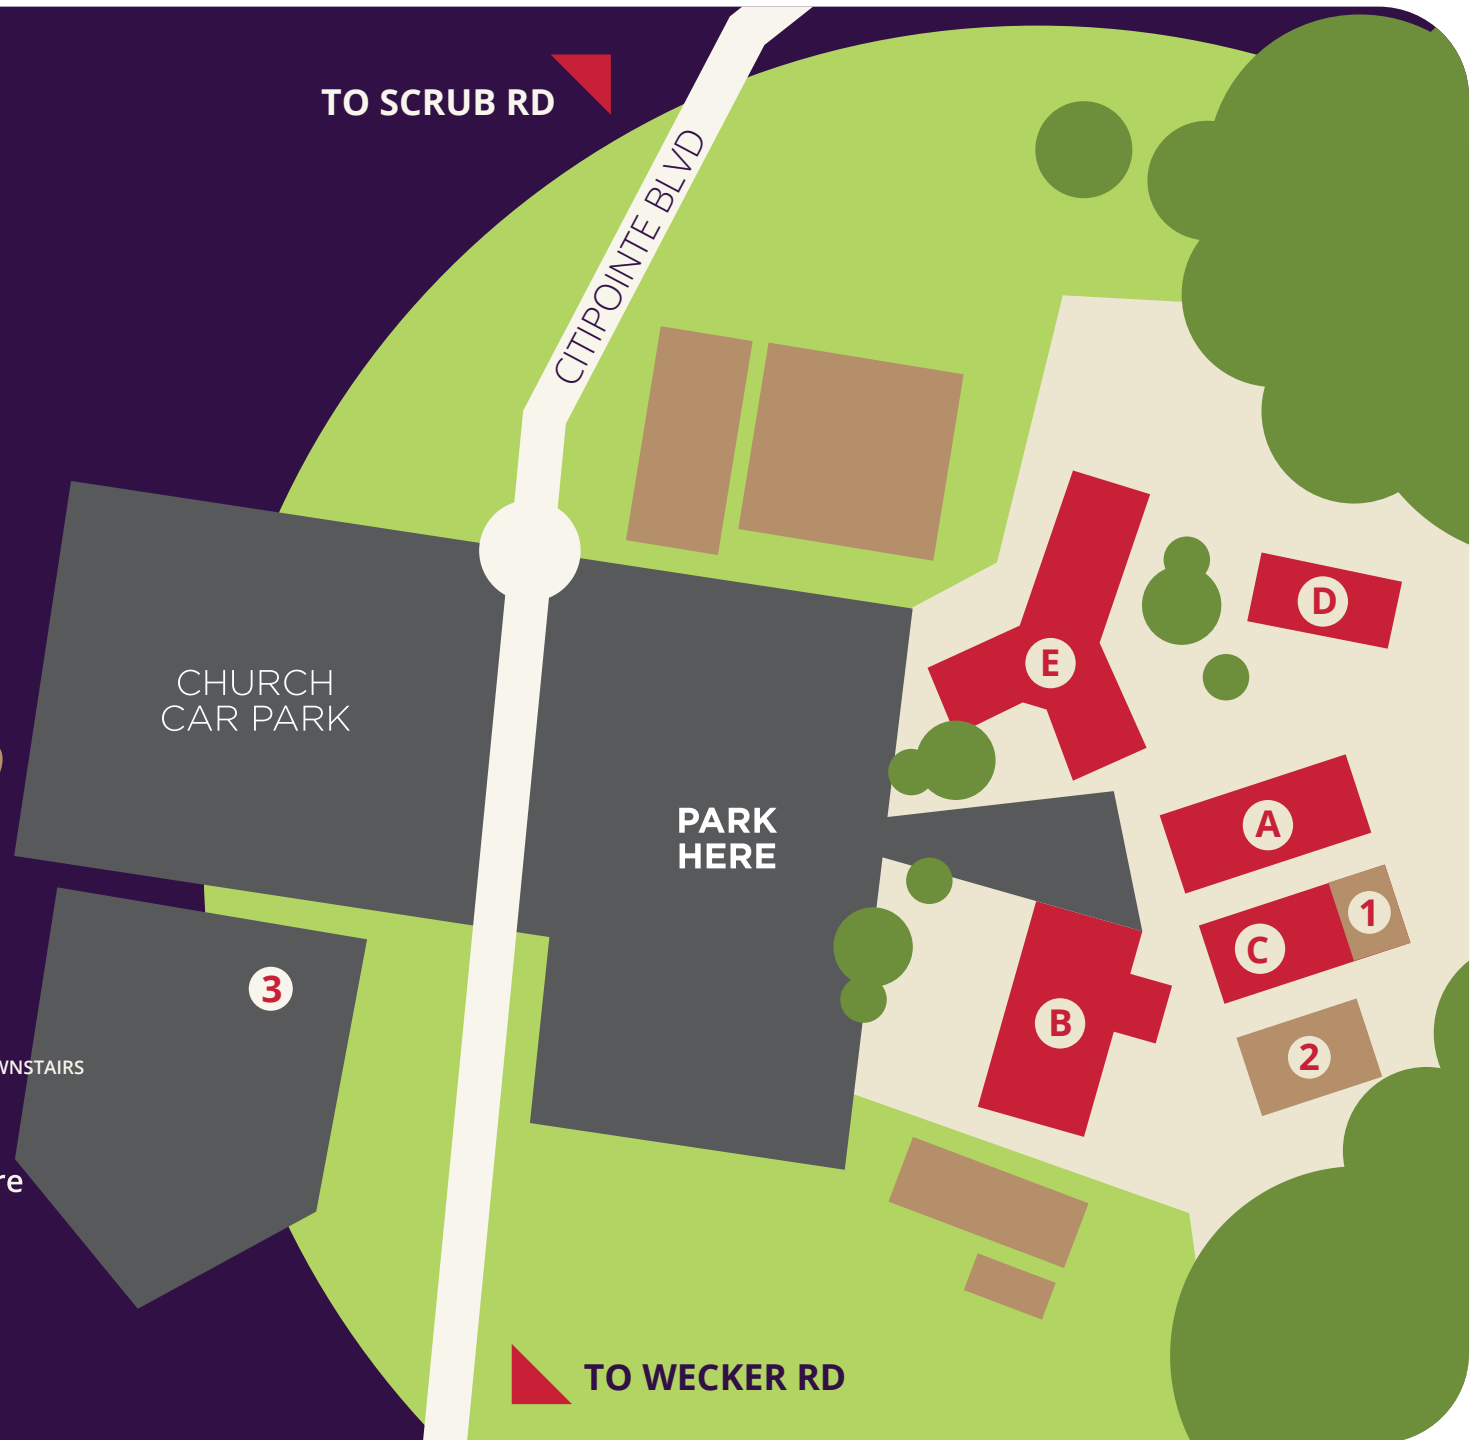 TO SCRUB RD
CITIPOINTE BLVD
CHURCH
CAR PARK
PARK
HERE
E
D
A
C
1
B
2
3
WNSTAIRS
re
TO WECKER RD